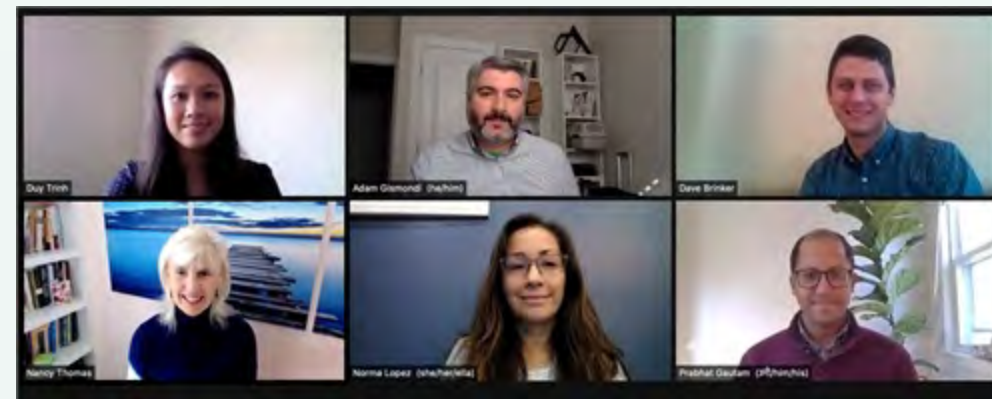 Duy Trinh
Adam Gismondi (he/him)
Dave Brinker
Nancy Thomas
Norma Lopez (she/her/ella)
Prabhat Gautam (उनी/him/his)